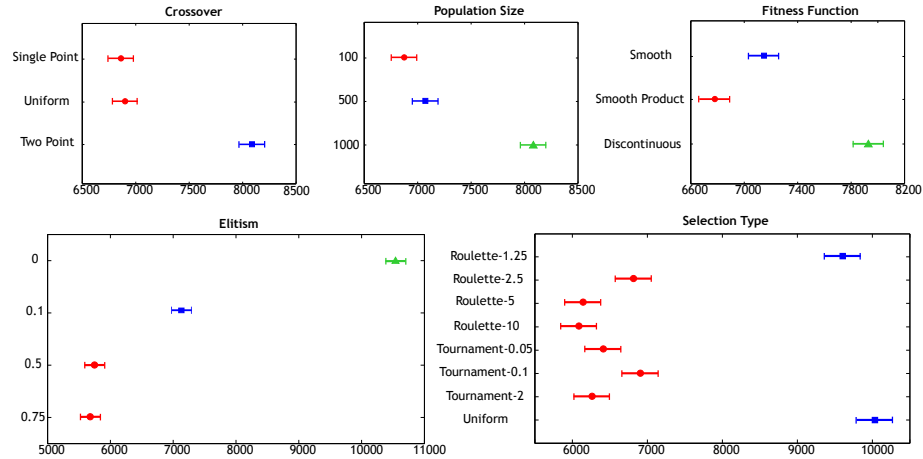 Crossover
Single Point
Uniform
Two Point
6500 7000 7500 8000 8500
Population Size
100
500
1000
6500 7000 7500 8000 8500
Fitness Function
Smooth
Smooth Product
Discontinuous
6600 7000 7400 7800 8200
Elitism
0
0.1
0.5
0.75
5000 6000 7000 8000 9000 10000 11000
Selection Type
Roulette-1.25
Roulette-2.5
Roulette-5
Roulette-10
Tournament-0.05
Tournament-0.1
Tournament-2
Uniform
6000 7000 9000 10000